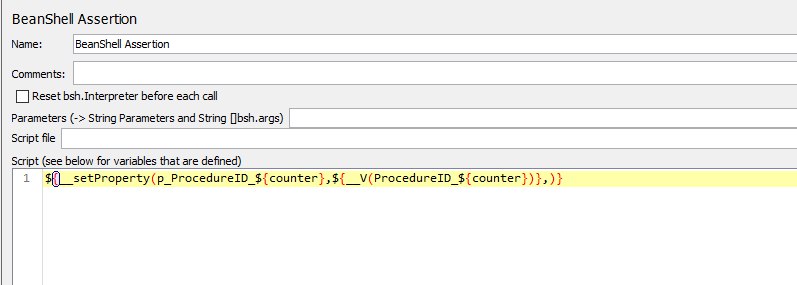 BeanShell Assertion
Name: BeanShell Assertion
Comments:
Reset bsh.Interpreter before each call
Parameters (-> String Parameters and String []bsh.args)
Script file
Script (see below for variables that are defined)
1 ${__setProperty(p_ProcedureID_${counter},${__V(ProcedureID_${counter})},)}